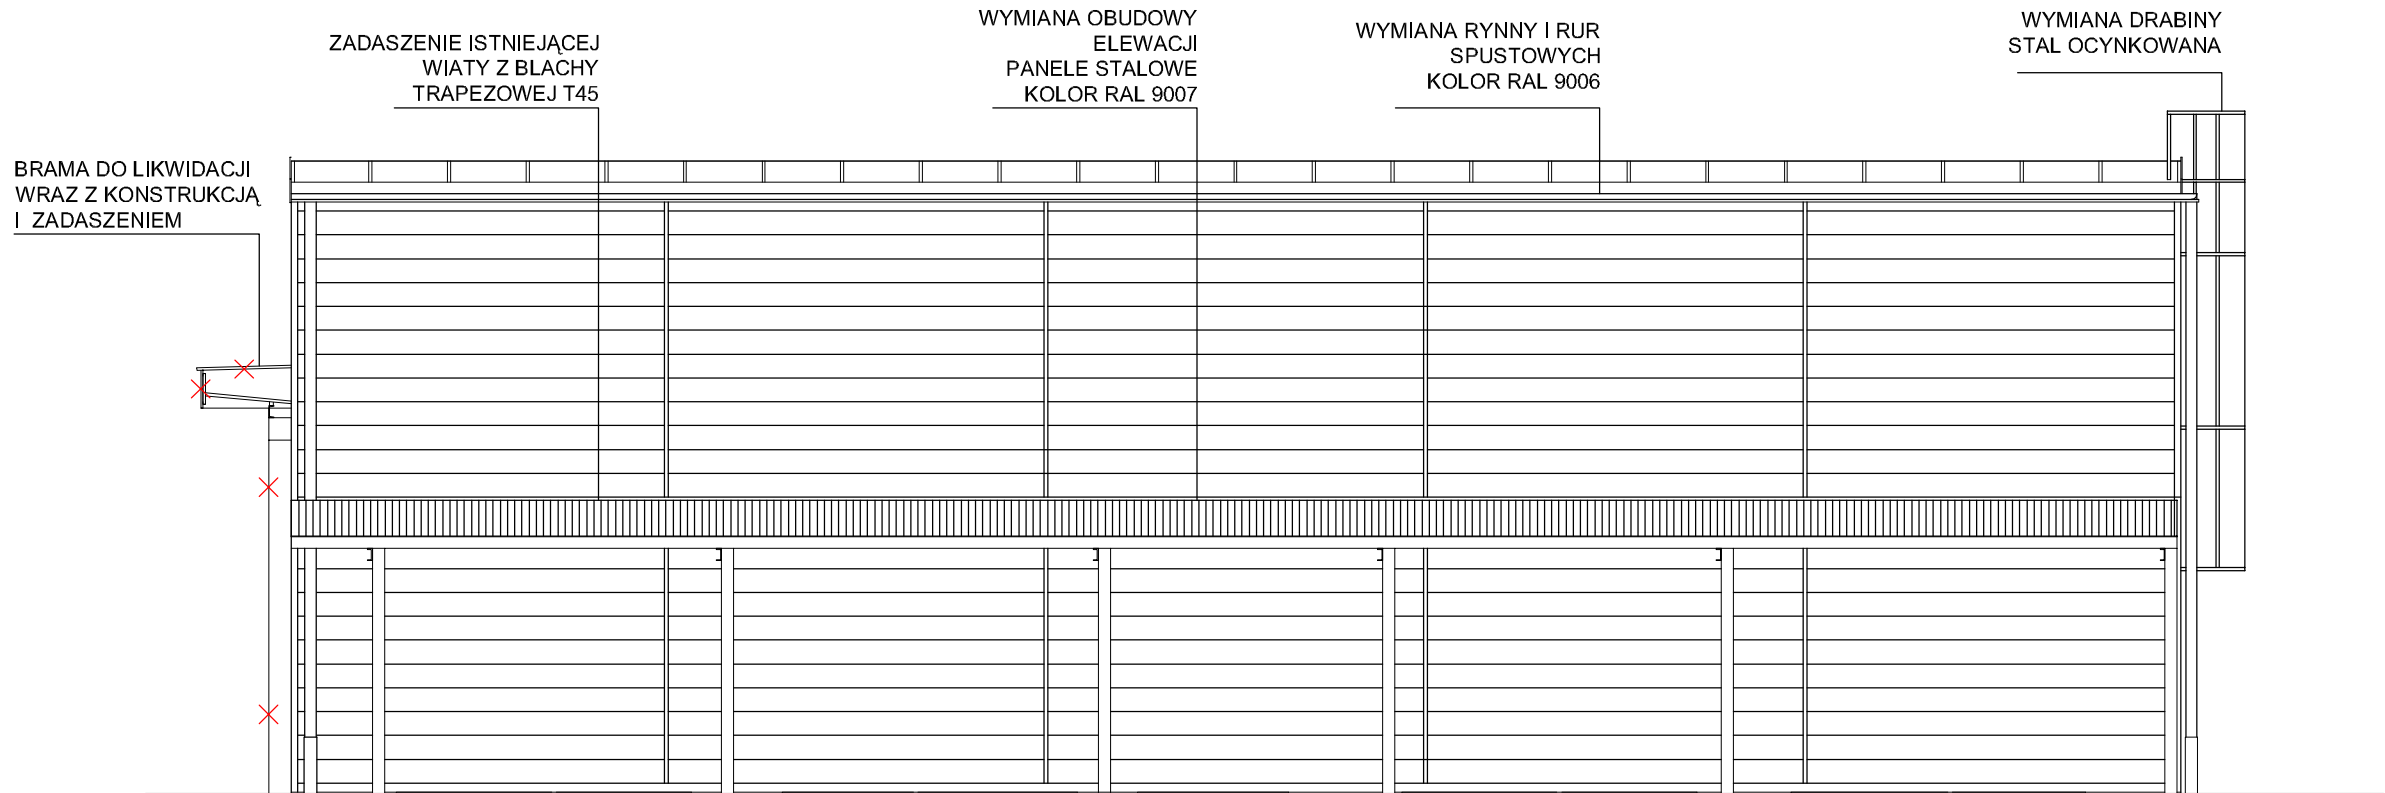 ZADASZENIE ISTNIEJĄCEJ
WIATY Z BLACHY
TRAPEZOWEJ T45
WYMIANA OBUDOWY
ELEWACJI
PANELE STALOWE
KOLOR RAL 9007
WYMIANA RYNNY I RUR
SPUSTOWYCH
KOLOR RAL 9006
WYMIANA DRABINY
STAL OCYNKOWANA
BRAMA DO LIKWIDACJI
WRAZ Z KONSTRUKCJĄ
I ZADASZENIEM